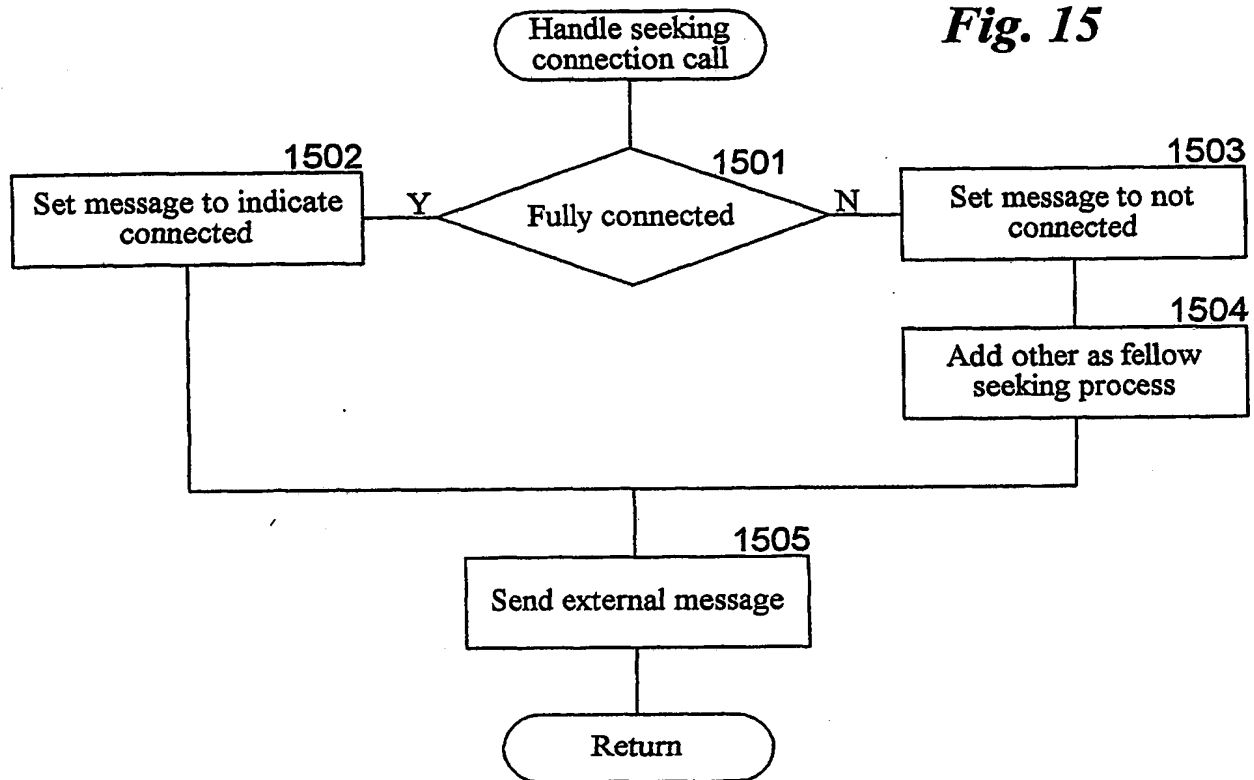 Fig. 15
Handle seeking
connection call
1501
Fully connected
Y
N
1502
Set message to indicate
connected
1503
Set message to not
connected
1504
Add other as fellow
seeking process
1505
Send external message
Return